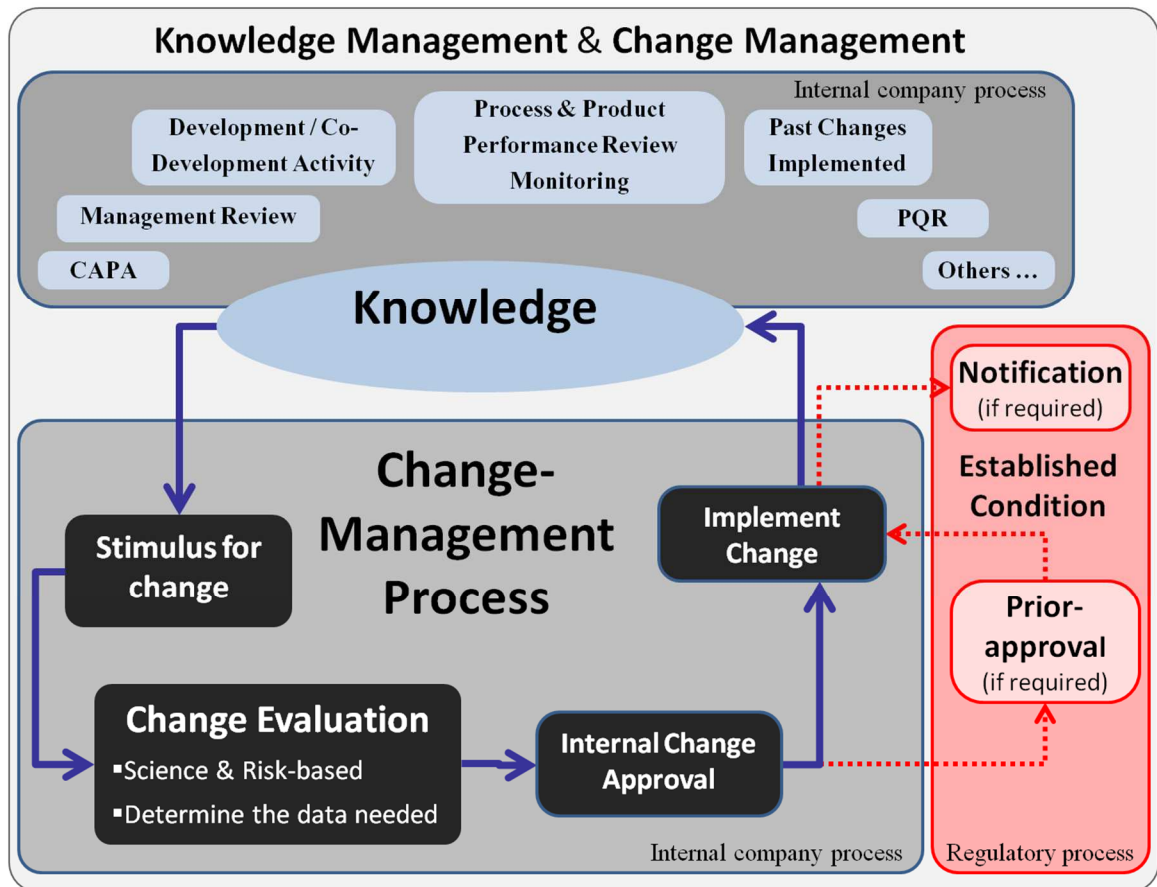 Knowledge Management & Change Management
Internal company process
Development / Co-
Development Activity
Process & Product
Performance Review
Monitoring
Past Changes
Implemented
Management Review
PQR
CAPA
Others ...
Knowledge
Change-
Management
Process
Stimulus for
change
Implement
Change
Change Evaluation
▪Science & Risk-based
▪Determine the data needed
Internal Change
Approval
Internal company process
Notification
(if required)
Established
Condition
Prior-
approval
(if required)
Regulatory process